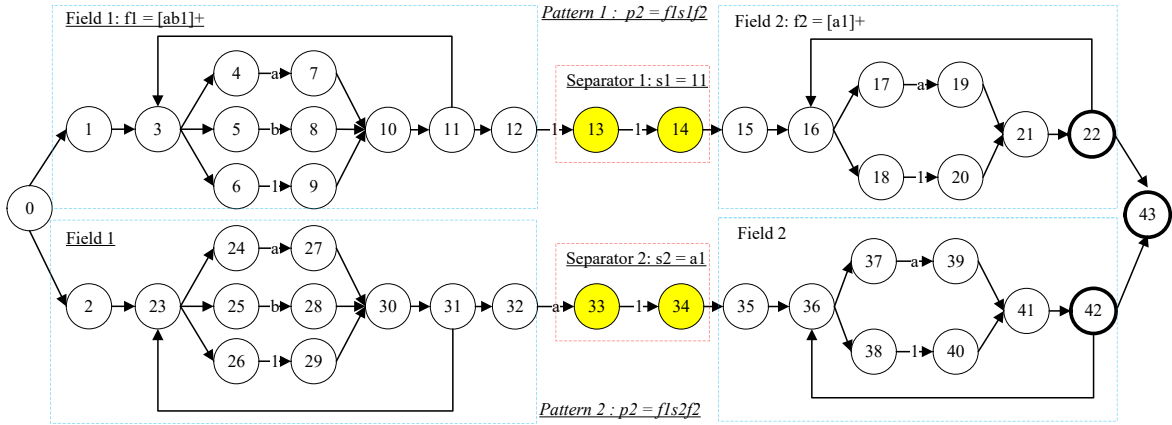 Field 1: f1 = [ab1]+
Pattern 1 : p2 = f1s1f2
Field 2: f2 = [a1]+
4 a 7
17 a 19
Separator 1: s1 = 11
1 3 5 b 8 10 11 12 1 13 1 14 15 16 21 22
6 1 9
18 1 20
0
43
Field 1
24 a 27
Separator 2: s2 = a1
Field 2
37 a 39
2 23 25 b 28 30 31 32 a 33 1 34 35 36 41 42
26 1 29
38 1 40
Pattern 2 : p2 = f1s2f2